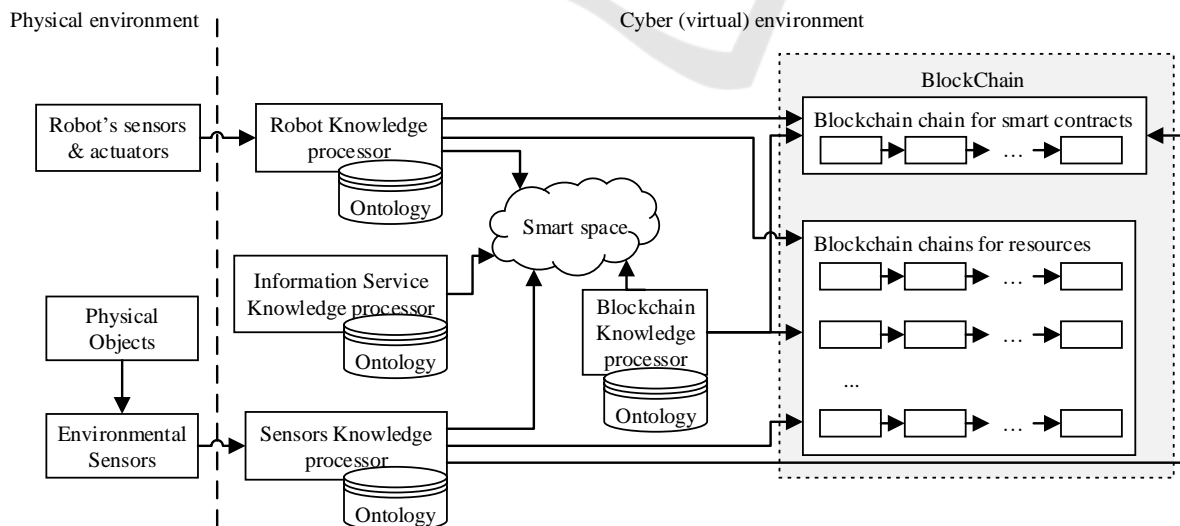 Physical environment
Cyber (virtual) environment
BlockChain
Robot's sensors
& actuators
Robot Knowledge
processor
Ontology
Blockchain chain for smart contracts
...
Smart space
Information Service
Knowledge processor
Ontology
Blockchain
Knowledge
processor
Ontology
Blockchain chains for resources
...
...
...
...
Physical
Objects
Environmental
Sensors
Sensors Knowledge
processor
Ontology